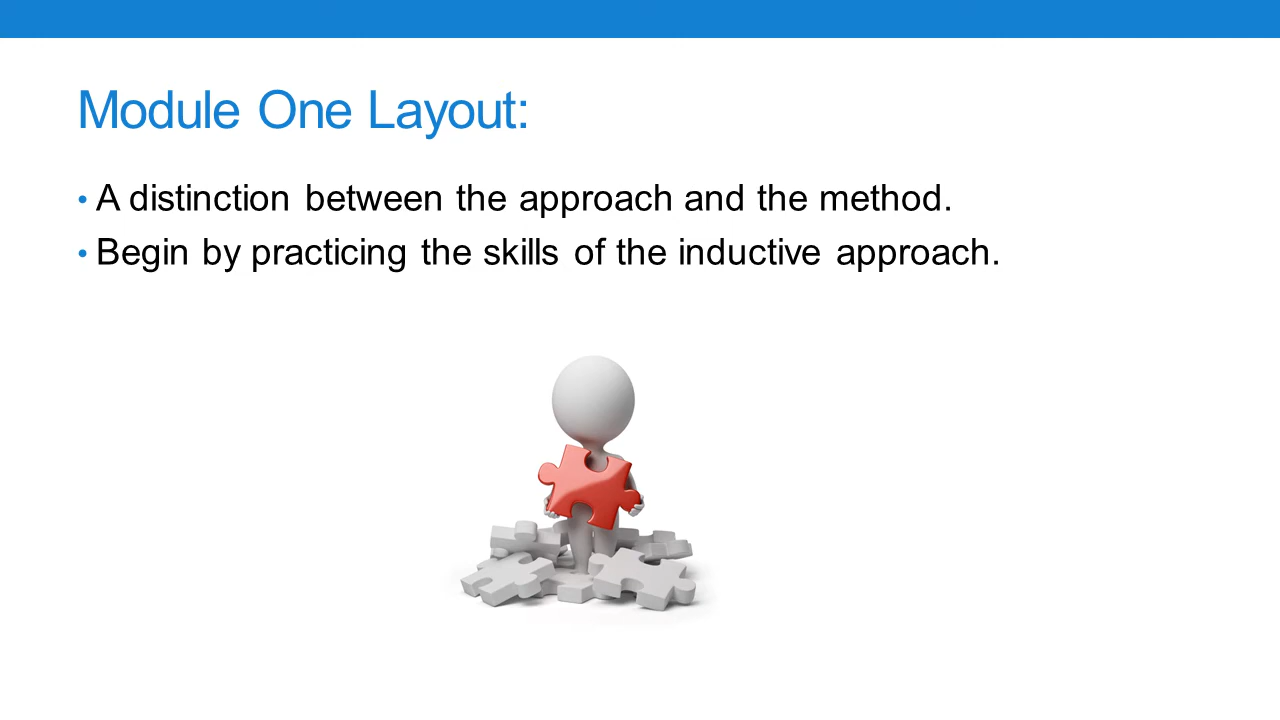 Module One Layout:
• A distinction between the approach and the method.
• Begin by practicing the skills of the inductive approach.